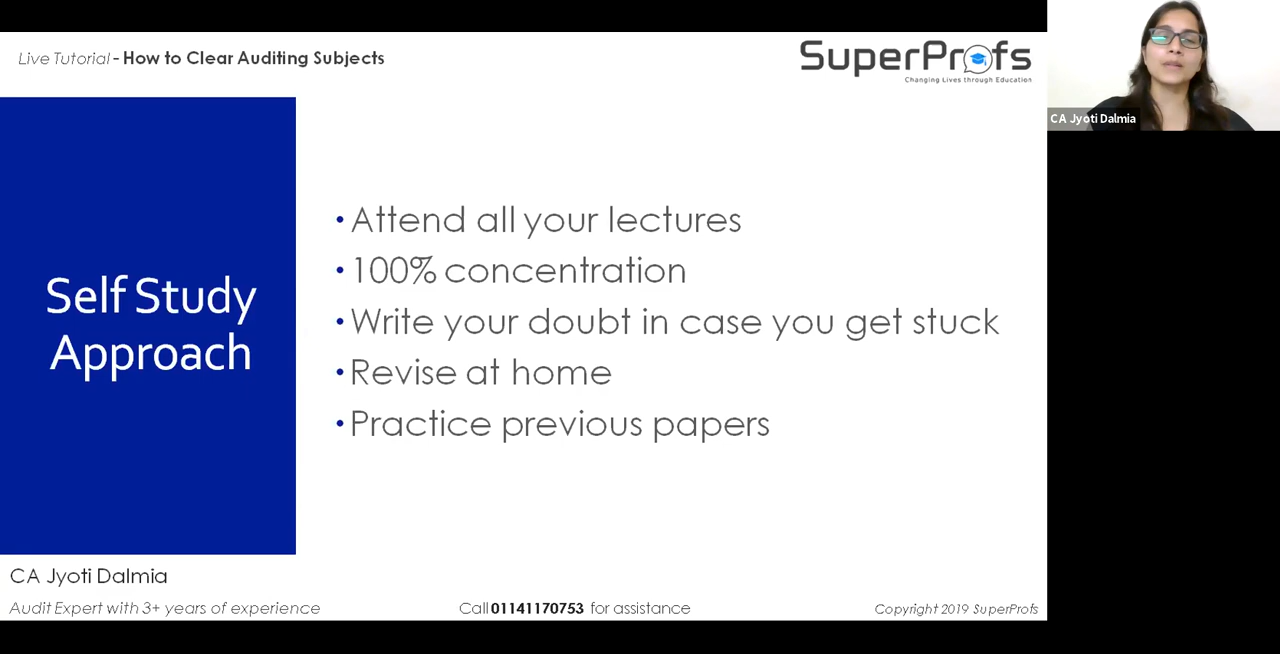 Live Tutorial - How to Clear Auditing Subjects
SuperProfs
Changing Lives through Education
CA Jyoti Dalmia
Self Study
Approach
• Attend all your lectures
• 100% concentration
• Write your doubt in case you get stuck
• Revise at home
• Practice previous papers
CA Jyoti Dalmia
Audit Expert with 3+ years of experience
Call 01141170753 for assistance
Copyright 2019 SuperProfs